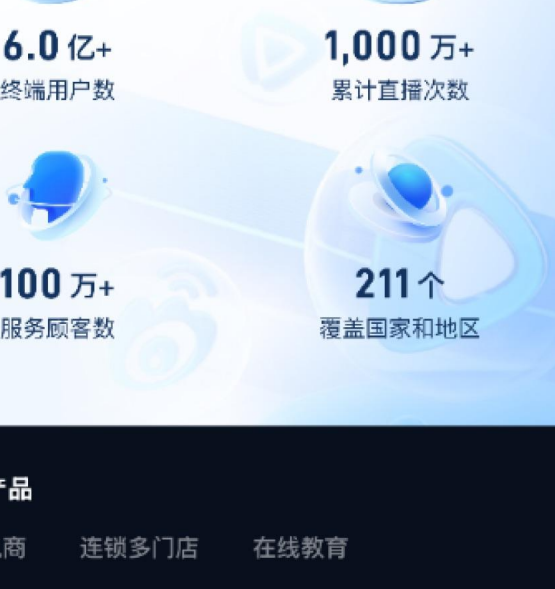 6.0 亿+ 1,000 万+
终端用户数 累计直播次数
100 万+ 211 个
服务顾客数 覆盖国家和地区
产品
商 连锁多门店 在线教育